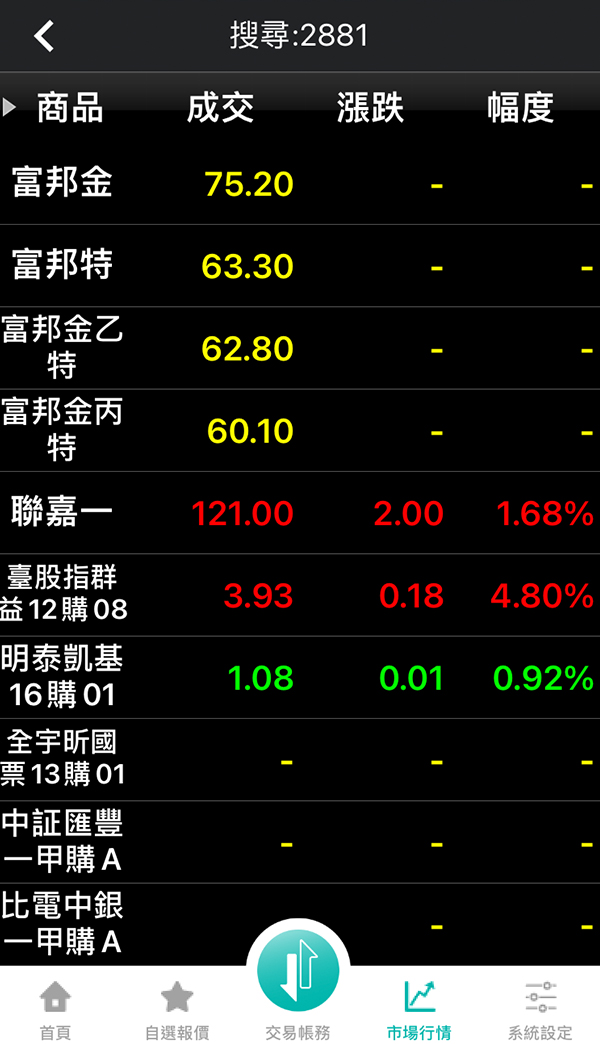 搜尋:2881
商品 成交 漲跌 幅度
富邦金 75.20 - -
富邦特 63.30 - -
富邦金乙
特 62.80 - -
富邦金丙
特 60.10 - -
聯嘉一 121.00 2.00 1.68%
臺股指群
益12購08 3.93 0.18 4.80%
明泰凱基
16購01 1.08 0.01 0.92%
全宇昕國
票13購01 - - -
中証匯豐
一甲購A - - -
比電中銀
一甲購A - -
首頁 自選報價 交易帳務 市場行情 系統設定